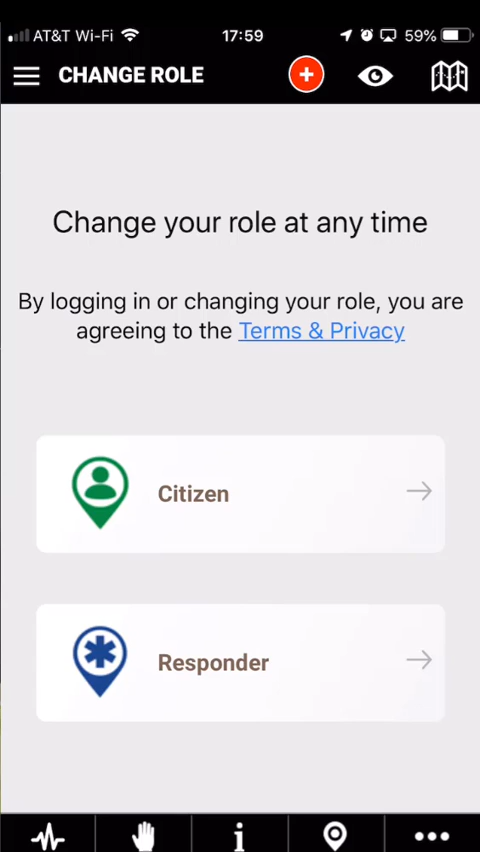 AT&T Wi-Fi 17:59 59%
CHANGE ROLE
Change your role at any time
By logging in or changing your role, you are
agreeing to the Terms & Privacy
Citizen
Responder